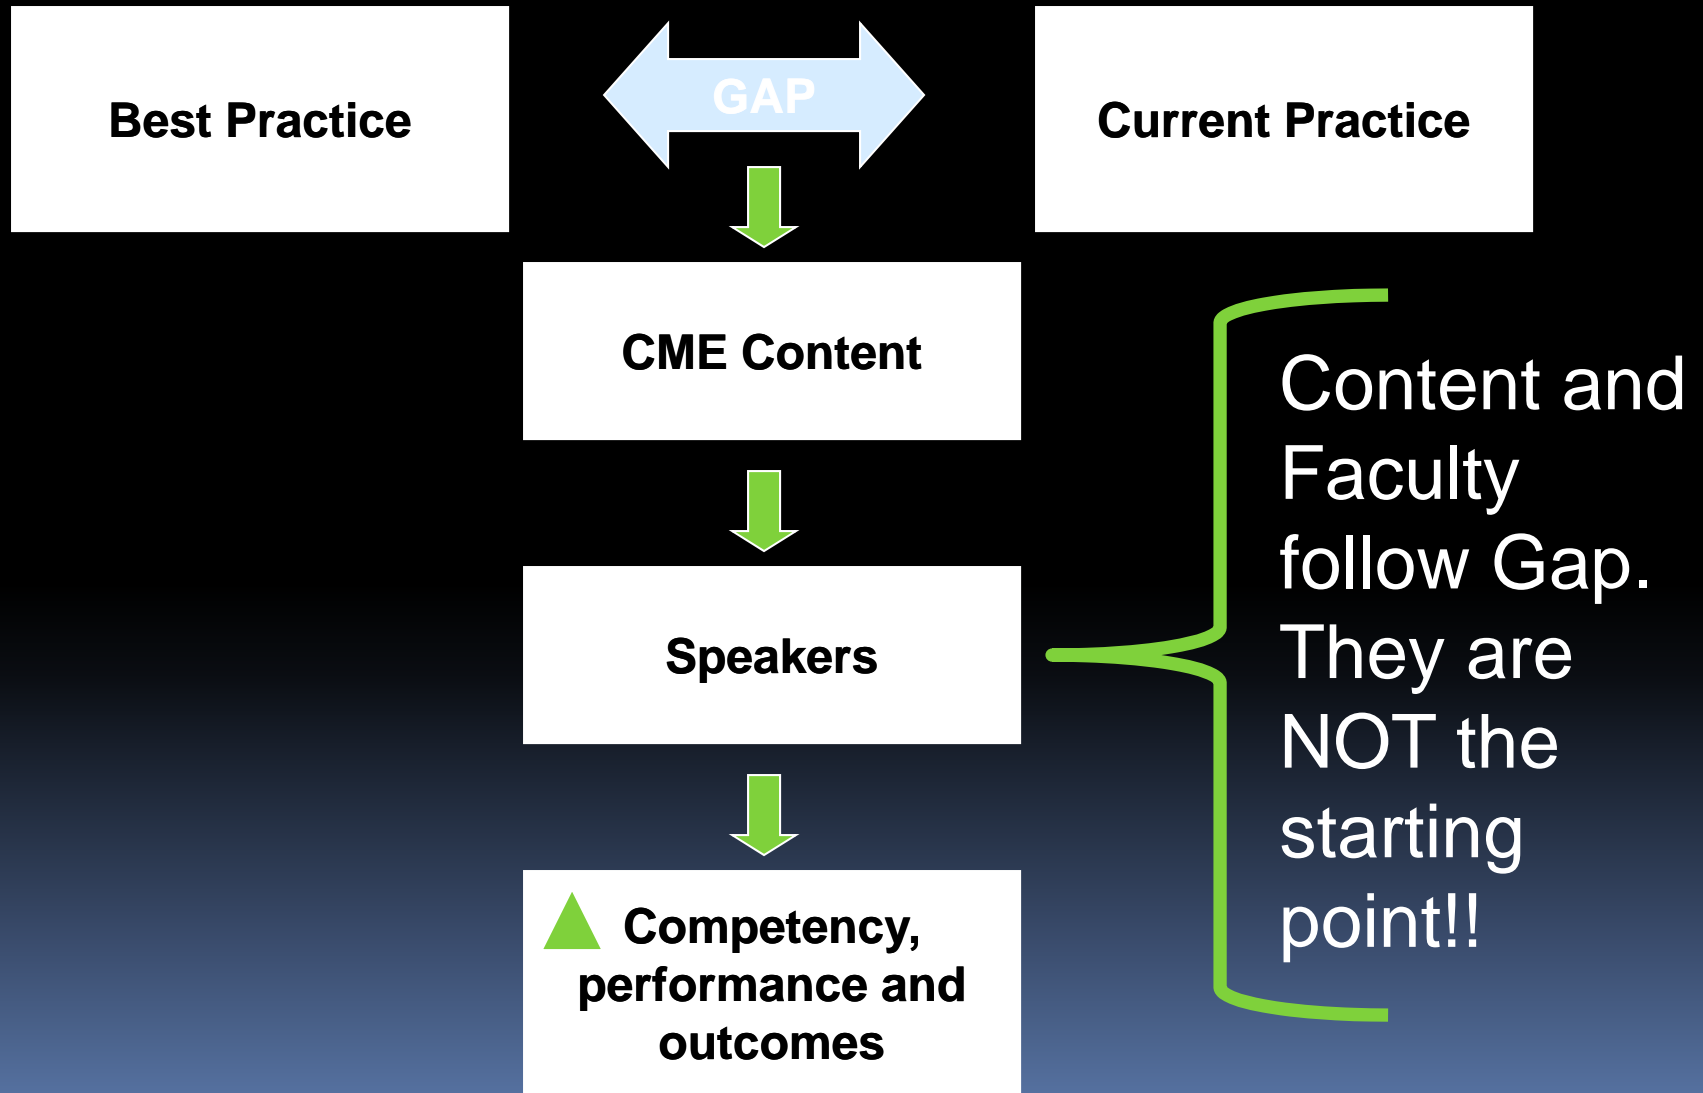 Best Practice
GAP
Current Practice
CME Content
Speakers
Competency,
performance and
outcomes
Content and
Faculty
follow Gap.
They are
NOT the
starting
point!!